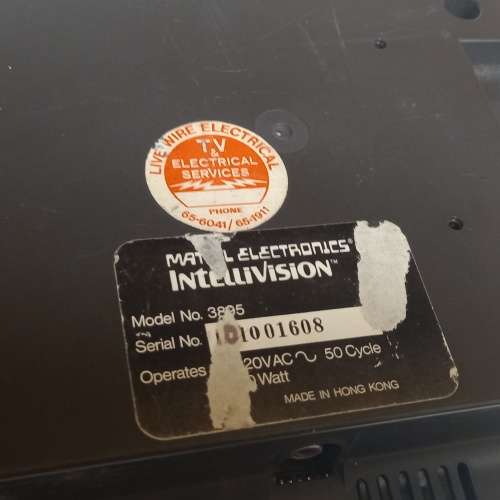 LIVE WIRE ELECTRICAL
T.V
& ELECTRICAL
SERVICES
PHONE
65-6041/65-1911
ELECTRONICS®
INTELLIVISION™
Model No.
Serial No. 1001608
Operates 20VAC 50 Cycle
Watt
MADE IN HONG KONG